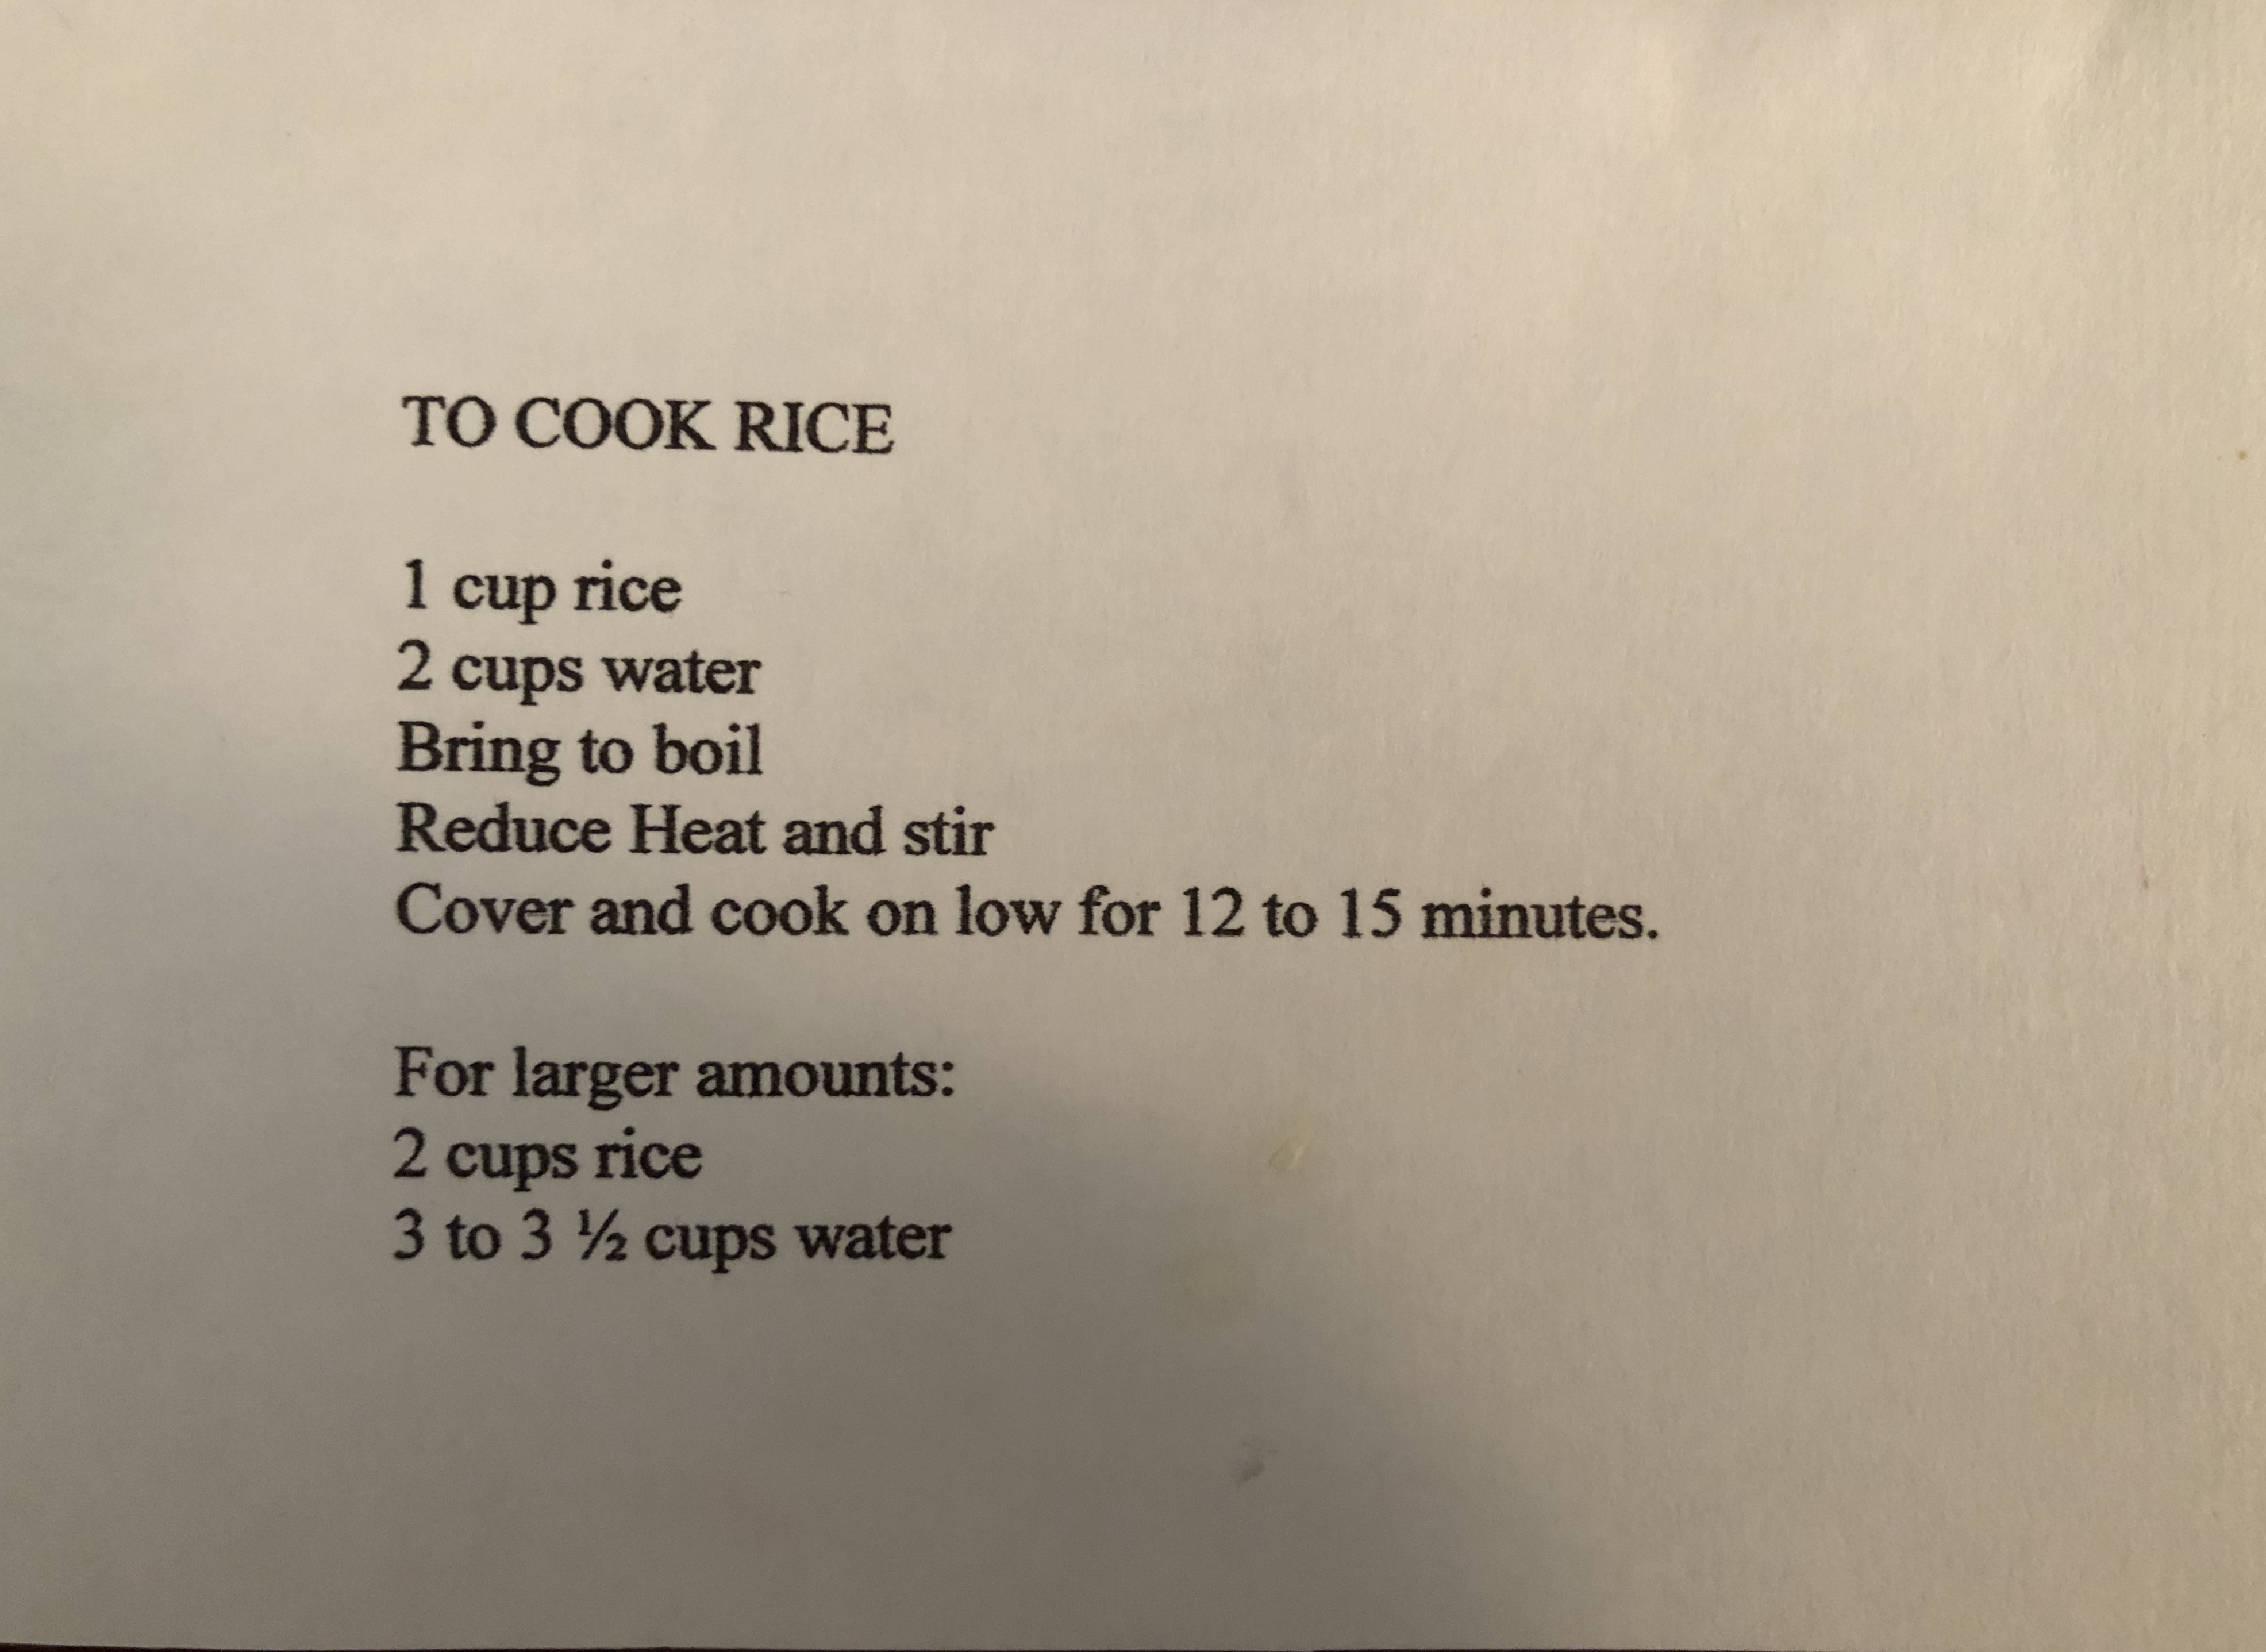 TO COOK RICE
1 cup rice
2 cups water
Bring to boil
Reduce Heat and stir
Cover and cook on low for 12 to 15 minutes.
For larger amounts:
2 cups rice
3 to 3 ½ cups water